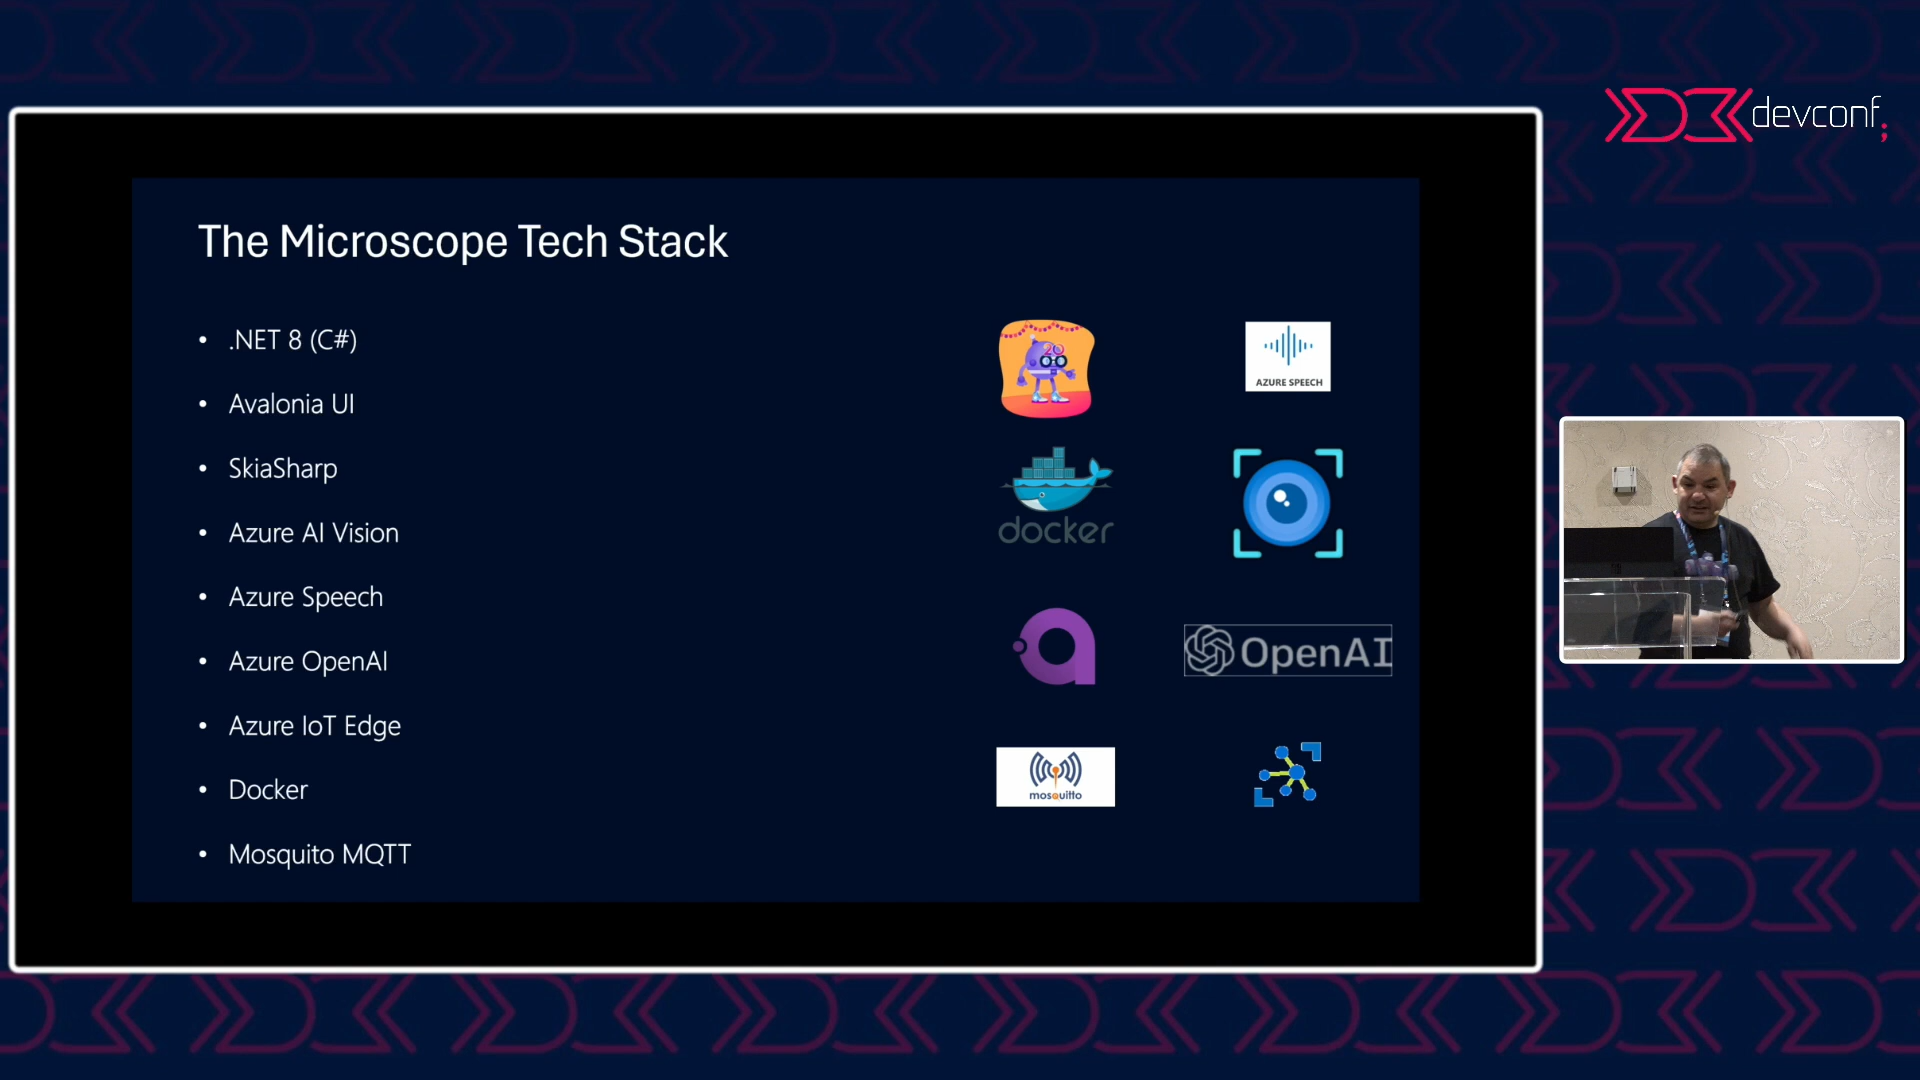 devconf;
The Microscope Tech Stack
• .NET 8 (C#)
• Avalonia UI
• SkiaSharp
• Azure AI Vision
• Azure Speech
• Azure OpenAI
• Azure IoT Edge
• Docker
• Mosquito MQTT
20
AZURE SPEECH
docker
OpenAI
mosquitto